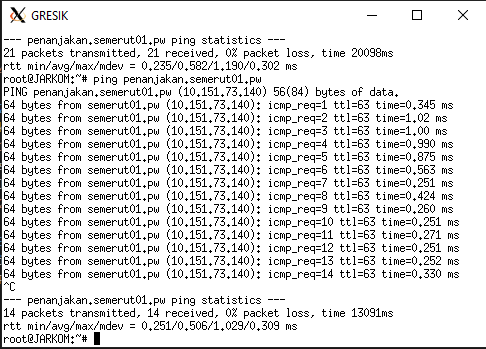 GRESIK
--- penanjakan.semerut01.pw ping statistics ---
21 packets transmitted, 21 received, 0% packet loss, time 20098ms
rtt min/avg/max/mdev = 0.235/0.582/1.190/0.302 ms
root@JARKOM:~# ping penanjakan.semerut01.pw
PING penanjakan.semerut01.pw (10.151.73.140) 56(84) bytes of data.
64 bytes from semerut01.pw (10.151.73.140): icmp_req=1 ttl=63 time=0.345 ms
64 bytes from semerut01.pw (10.151.73.140): icmp_req=2 ttl=63 time=1.02 ms
64 bytes from semerut01.pw (10.151.73.140): icmp_req=3 ttl=63 time=1.00 ms
64 bytes from semerut01.pw (10.151.73.140): icmp_req=4 ttl=63 time=0.990 ms
64 bytes from semerut01.pw (10.151.73.140): icmp_req=5 ttl=63 time=0.875 ms
64 bytes from semerut01.pw (10.151.73.140): icmp_req=6 ttl=63 time=0.563 ms
64 bytes from semerut01.pw (10.151.73.140): icmp_req=7 ttl=63 time=0.251 ms
64 bytes from semerut01.pw (10.151.73.140): icmp_req=8 ttl=63 time=0.424 ms
64 bytes from semerut01.pw (10.151.73.140): icmp_req=9 ttl=63 time=0.260 ms
64 bytes from semerut01.pw (10.151.73.140): icmp_req=10 ttl=63 time=0.251 ms
64 bytes from semerut01.pw (10.151.73.140): icmp_req=11 ttl=63 time=0.271 ms
64 bytes from semerut01.pw (10.151.73.140): icmp_req=12 ttl=63 time=0.251 ms
64 bytes from semerut01.pw (10.151.73.140): icmp_req=13 ttl=63 time=0.252 ms
64 bytes from semerut01.pw (10.151.73.140): icmp_req=14 ttl=63 time=0.330 ms
^C
--- penanjakan.semerut01.pw ping statistics ---
14 packets transmitted, 14 received, 0% packet loss, time 13091ms
rtt min/avg/max/mdev = 0.251/0.506/1.029/0.309 ms
root@JARKOM:~#